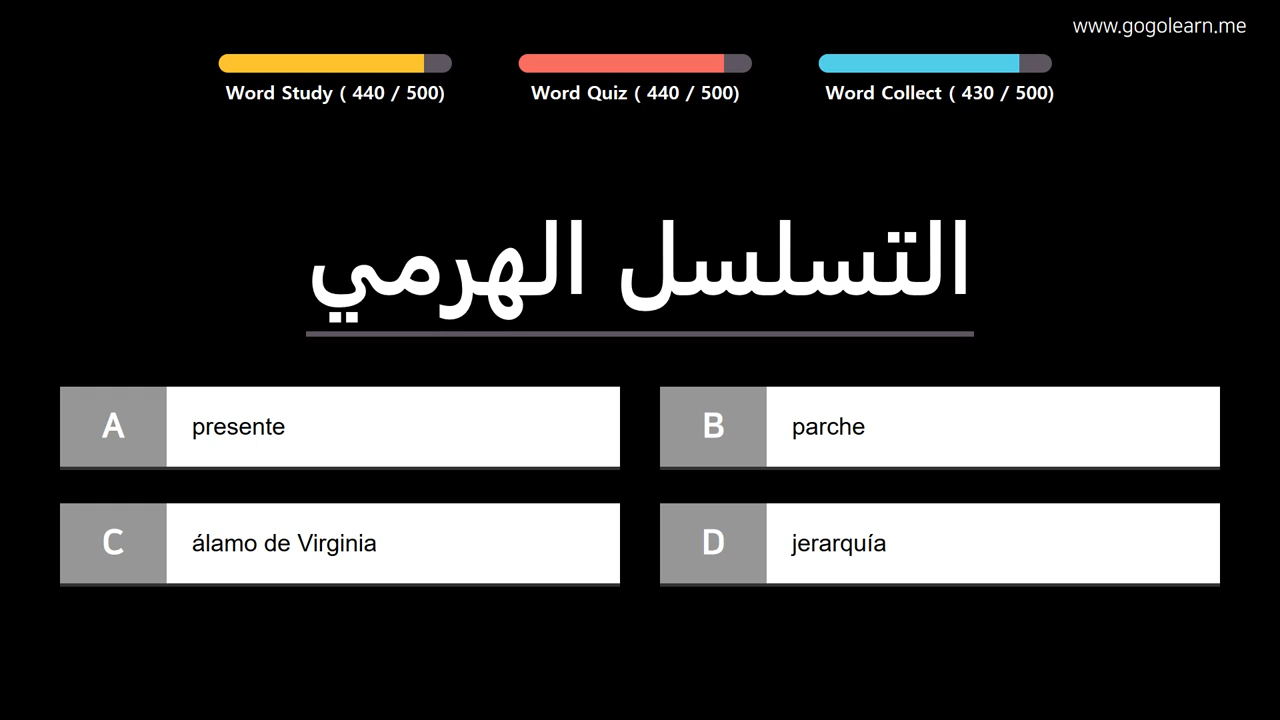 www.gogolearn.me
Word Study ( 440 / 500)
Word Quiz ( 440 / 500)
Word Collect ( 430 / 500)
التسلسل الهرمي
A presente
B parche
C álamo de Virginia
D jerarquía